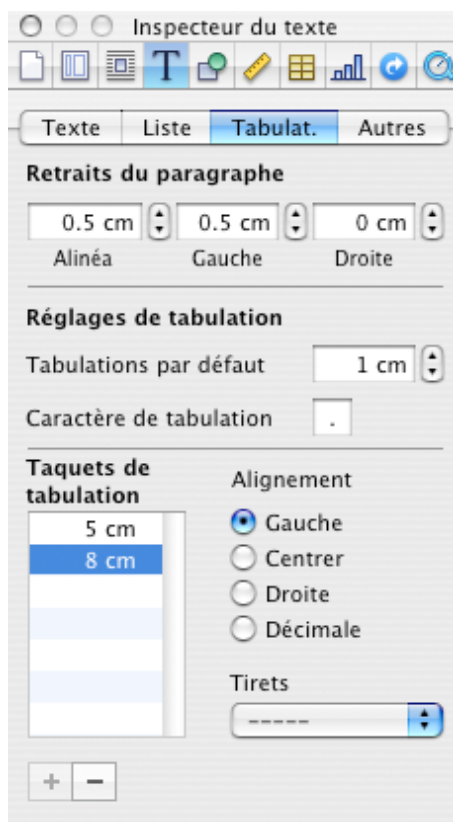 Inspecteur du texte
T
Texte Liste Tabulat. Autres
Retraits du paragraphe
0.5 cm 0.5 cm 0 cm
Alinéa Gauche Droite
Réglages de tabulation
Tabulations par défaut 1 cm
Caractère de tabulation .
Taquets de
tabulation
5 cm
8 cm
Alignement
Gauche
Centrer
Droite
Décimale
Tirets
-----
+ −